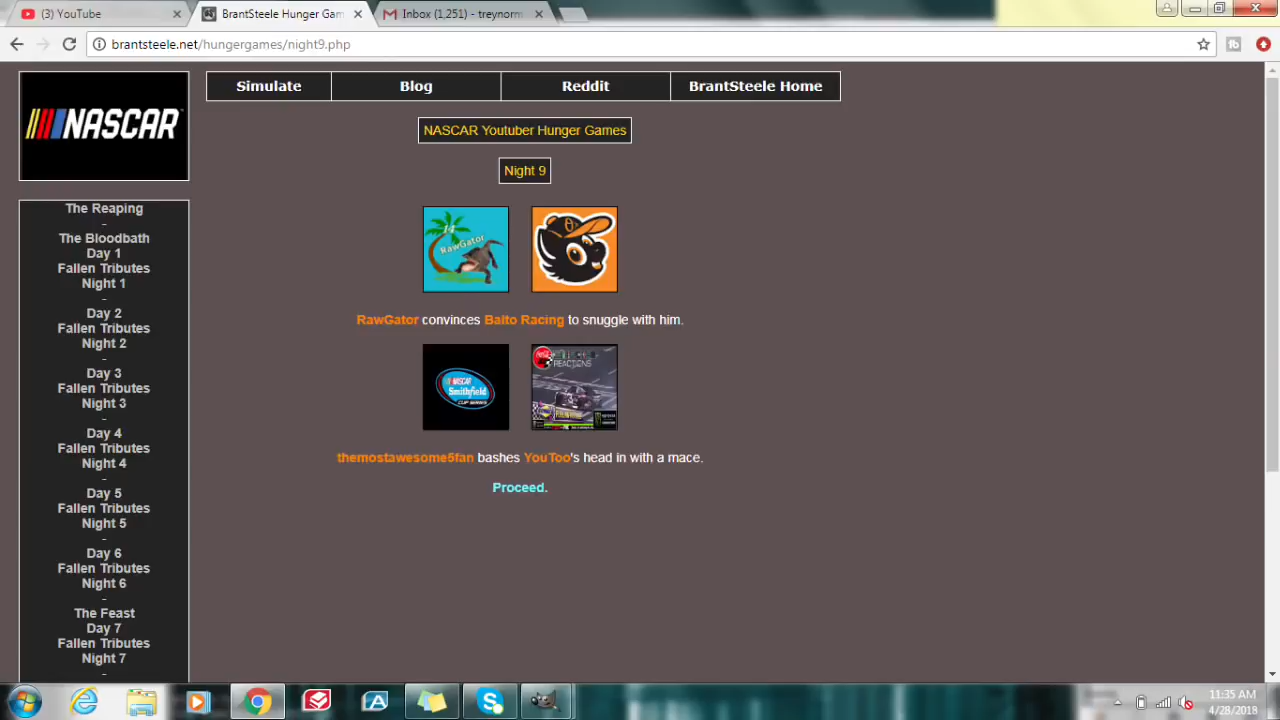 (3) YouTube
BrantSteele Hunger Gam
Inbox (1,251) - treynorm
brantsteele.net/hungergames/night9.php
NASCAR
Simulate
Blog
Reddit
BrantSteele Home
NASCAR Youtuber Hunger Games
Night 9
14
RawGator
RawGator convinces Balto Racing to snuggle with him.
NASCAR
Smithfield
CUP SERIES
REACTIONS
themostawesome5fan bashes YouToo's head in with a mace.
Proceed.
The Reaping
-
The Bloodbath
Day 1
Fallen Tributes
Night 1
-
Day 2
Fallen Tributes
Night 2
-
Day 3
Fallen Tributes
Night 3
-
Day 4
Fallen Tributes
Night 4
-
Day 5
Fallen Tributes
Night 5
-
Day 6
Fallen Tributes
Night 6
-
The Feast
Day 7
Fallen Tributes
Night 7
-
11:35 AM
4/28/2018